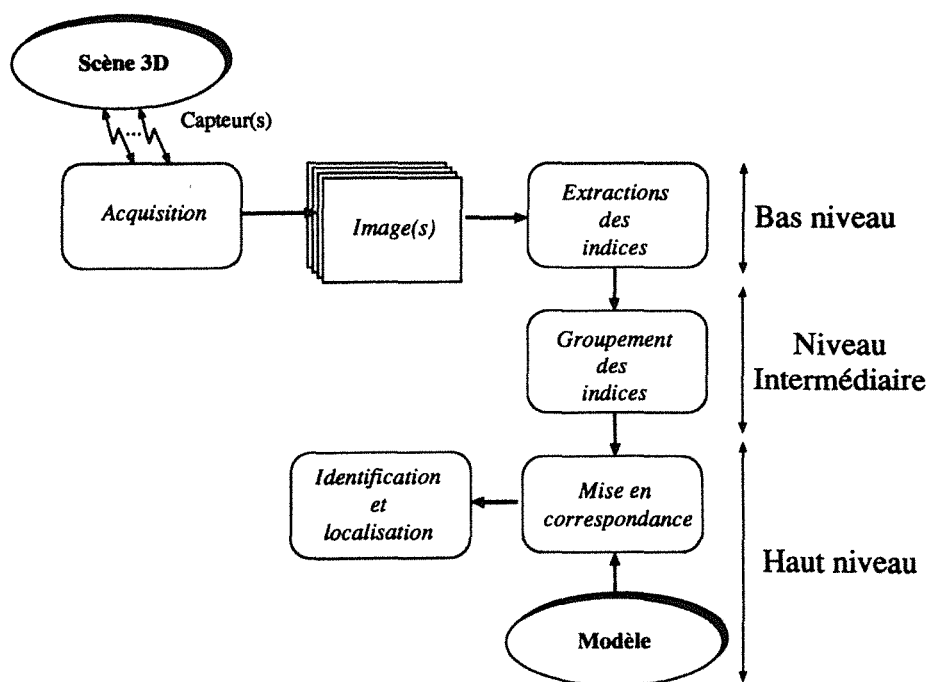 Scène 3D
...
Capteur(s)
Acquisition
Image(s)
Extractions
des
indices
Bas niveau
Groupement
des
indices
Niveau
Intermédiaire
Identification
et
localisation
Mise en
correspondance
Haut niveau
Modèle